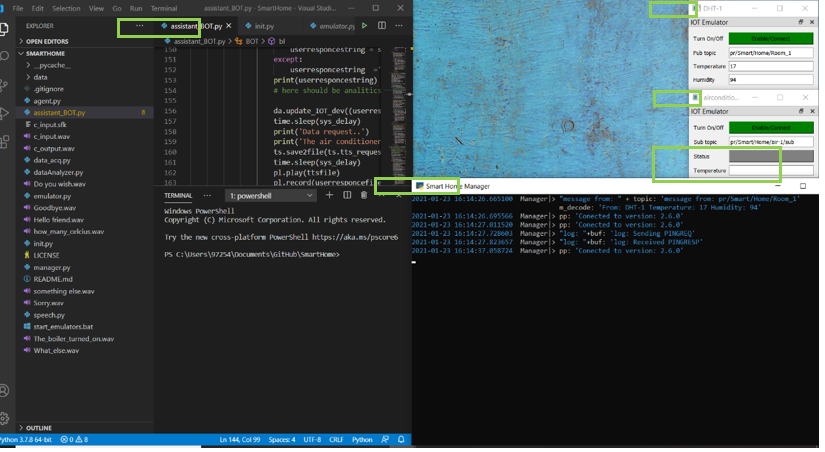 File Edit Selection View Go Run Terminal assistant_BOT.py - SmartHome - Visual Studi...
EXPLORER
OPEN EDITORS
SMARTHOME
__pycache__
data
.gitignore
agent.py
assistant_BOT.py 8
c_input.sfk
c_input.wav
c_output.wav
data_acq.py
dataAnalyzer.py
Do you wish.wav
emulator.py
Goodbye.wav
Hello friend.wav
how_many_celcius.wav
init.py
LICENSE
manager.py
README.md
something else.wav
Sorry.wav
speech.py
start_emulators.bat
The_boiler_turned_on.wav
What_else.wav
OUTLINE
assistant_BOT.py init.py emulator.py
assistant_BOT.py > BOT > bl
150 userresponcestring = s
151 except:
152 userresponcestring =
153 print(userresponcestring)
154 # here should be analitics
155
156 da.update_IOT_dev((userres
157 time.sleep(sys_delay)
158 print('Data request..')
159 print('The air conditioner
160 ts.save2file(ts.tts_reques
161 time.sleep(sys_delay)
162 pl.play(ttsfile)
163 pl.record(userresponcefile
TERMINAL 1: powershell
Windows PowerShell
Copyright (C) Microsoft Corporation. All rights reserved.
Try the new cross-platform PowerShell https://aka.ms/pscore6
PS C:\Users\97254\Documents\GitHub\SmartHome>
Python 3.7.8 64-bit 0 8 Ln 144, Col 99 Spaces: 4 UTF-8 CRLF Python
DHT-1
IOT Emulator
Turn On/Off Enable/Connect
Pub topic pr/Smart/Home/Room_1
Temperature 17
Humidity 94
airconditio...
IOT Emulator
Turn On/Off Enable/Connect
Sub topic pr/Smart/Home/air-1/sub
Status
Temperature
Smart Home Manager
2021-01-23 16:14:26.665100 Manager|> "message from: " + topic: 'message from: pr/Smart/Home/Room_1'
m_decode: 'From: DHT-1 Temperature: 17 Humidity: 94'
2021-01-23 16:14:26.695566 Manager|> pp: 'Conected to version: 2.6.0'
2021-01-23 16:14:27.011520 Manager|> pp: 'Conected to version: 2.6.0'
2021-01-23 16:14:27.728603 Manager|> "log: "+buf: 'log: Sending PINGREQ'
2021-01-23 16:14:27.823657 Manager|> "log: "+buf: 'log: Received PINGRESP'
2021-01-23 16:14:37.058724 Manager|> pp: 'Conected to version: 2.6.0'